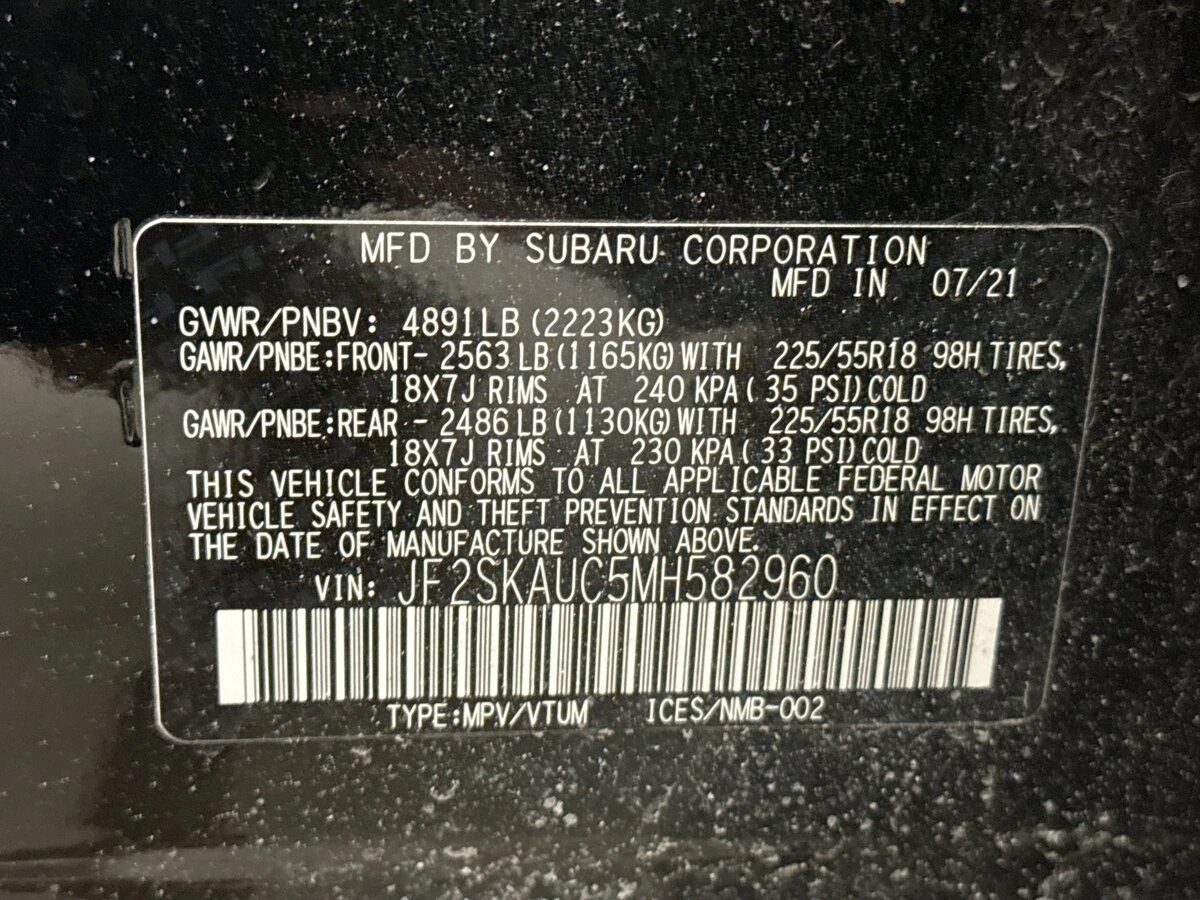 MFD BY SUBARU CORPORATION
MFD IN 07/21
GVWR/PNBV: 4891LB (2223KG)
GAWR/PNBE:FRONT- 2563 LB (1165KG) WITH 225/55R18 98H TIRES,
18X7J RIMS AT 240 KPA ( 35 PSI) COLD
GAWR/PNBE:REAR - 2486 LB (1130KG) WITH 225/55R18 98H TIRES,
18X7J RIMS AT 230 KPA ( 33 PSI) COLD
THIS VEHICLE CONFORMS TO ALL APPLICABLE FEDERAL MOTOR
VEHICLE SAFETY AND THEFT PREVENTION STANDARDS IN EFFECT ON
THE DATE OF MANUFACTURE SHOWN ABOVE.
VIN: JF2SKAUC5MH582960
TYPE:MPV/VTUM ICES/NMB-002